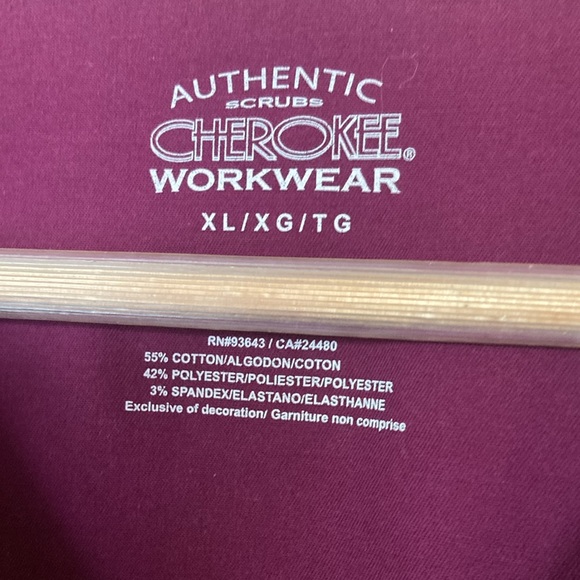 AUTHENTIC
SCRUBS
CHEROKEE®
WORKWEAR
XL/XG/TG
RN#93643 / CA#24480
55% COTTON/ALGODON/COTON
42% POLYESTER/POLIESTER/POLYESTER
3% SPANDEX/ELASTANO/ELASTHANNE
Exclusive of decoration/ Garniture non comprise